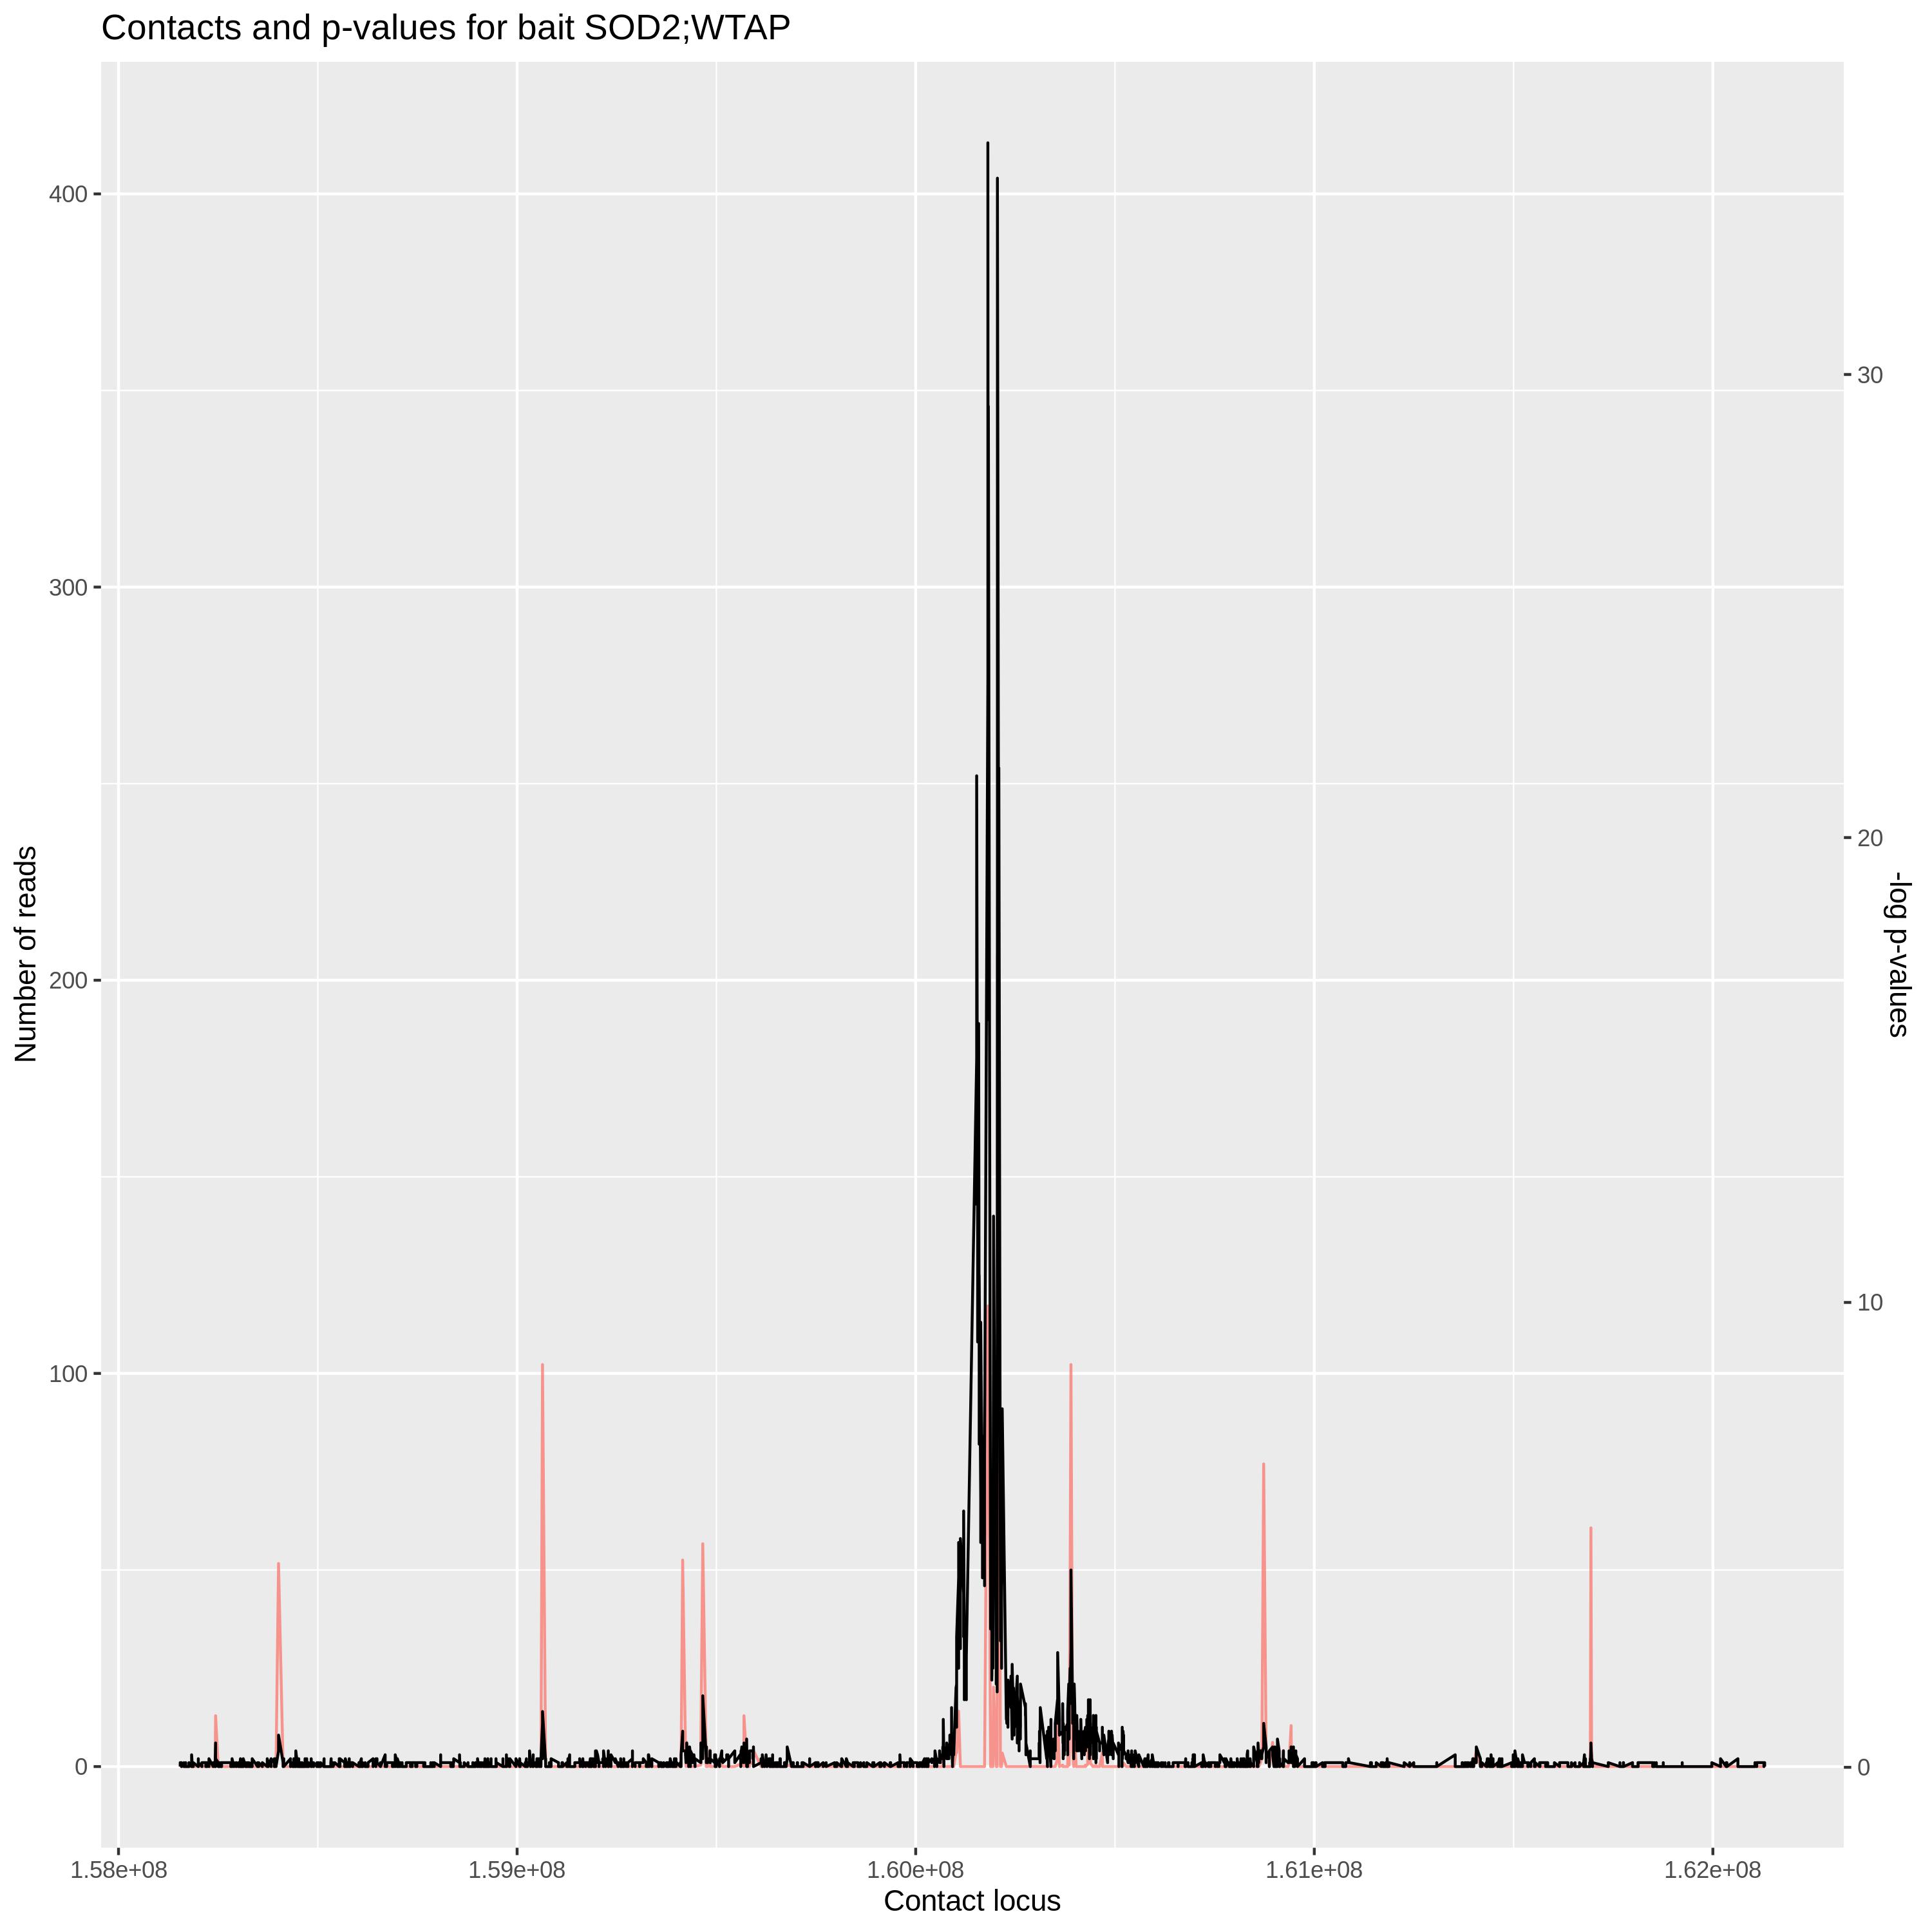 Contacts and p-values for bait SOD2;WTAP
Number of reads
400
300
200
100
0
30
20
10
0
-log p-values
1.58e+08
1.59e+08
1.60e+08
1.61e+08
1.62e+08
Contact locus